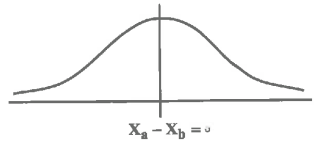 Xa – Xb = 0